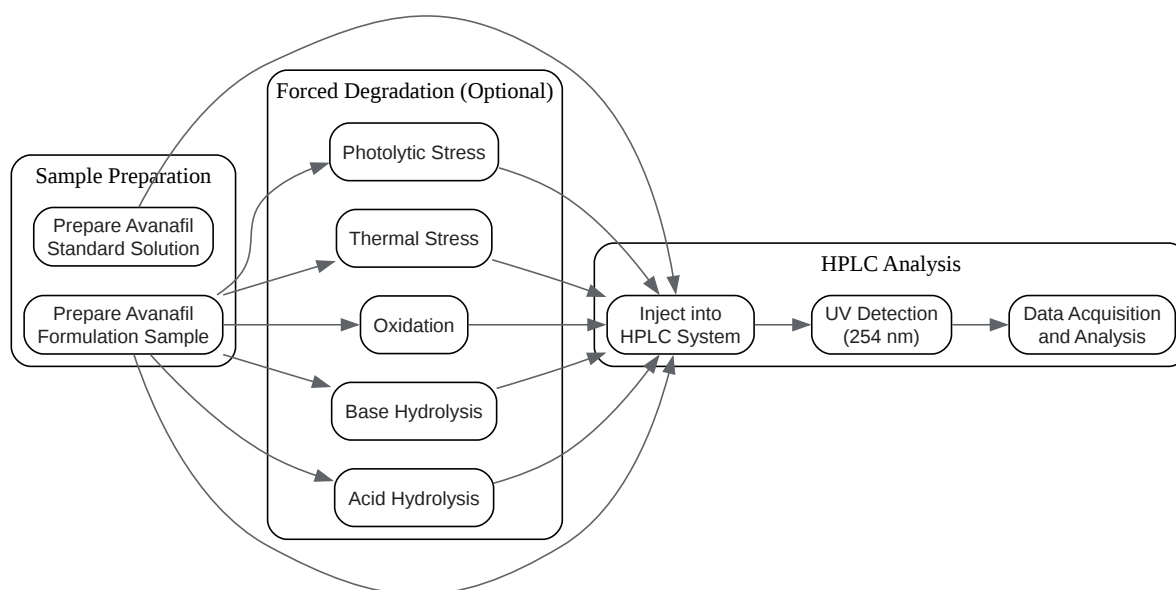 Sample Preparation
Prepare Avanafil
Standard Solution
Prepare Avanafil
Formulation Sample
Forced Degradation (Optional)
Photolytic Stress
Thermal Stress
Oxidation
Base Hydrolysis
Acid Hydrolysis
HPLC Analysis
Inject into
HPLC System
UV Detection
(254 nm)
Data Acquisition
and Analysis